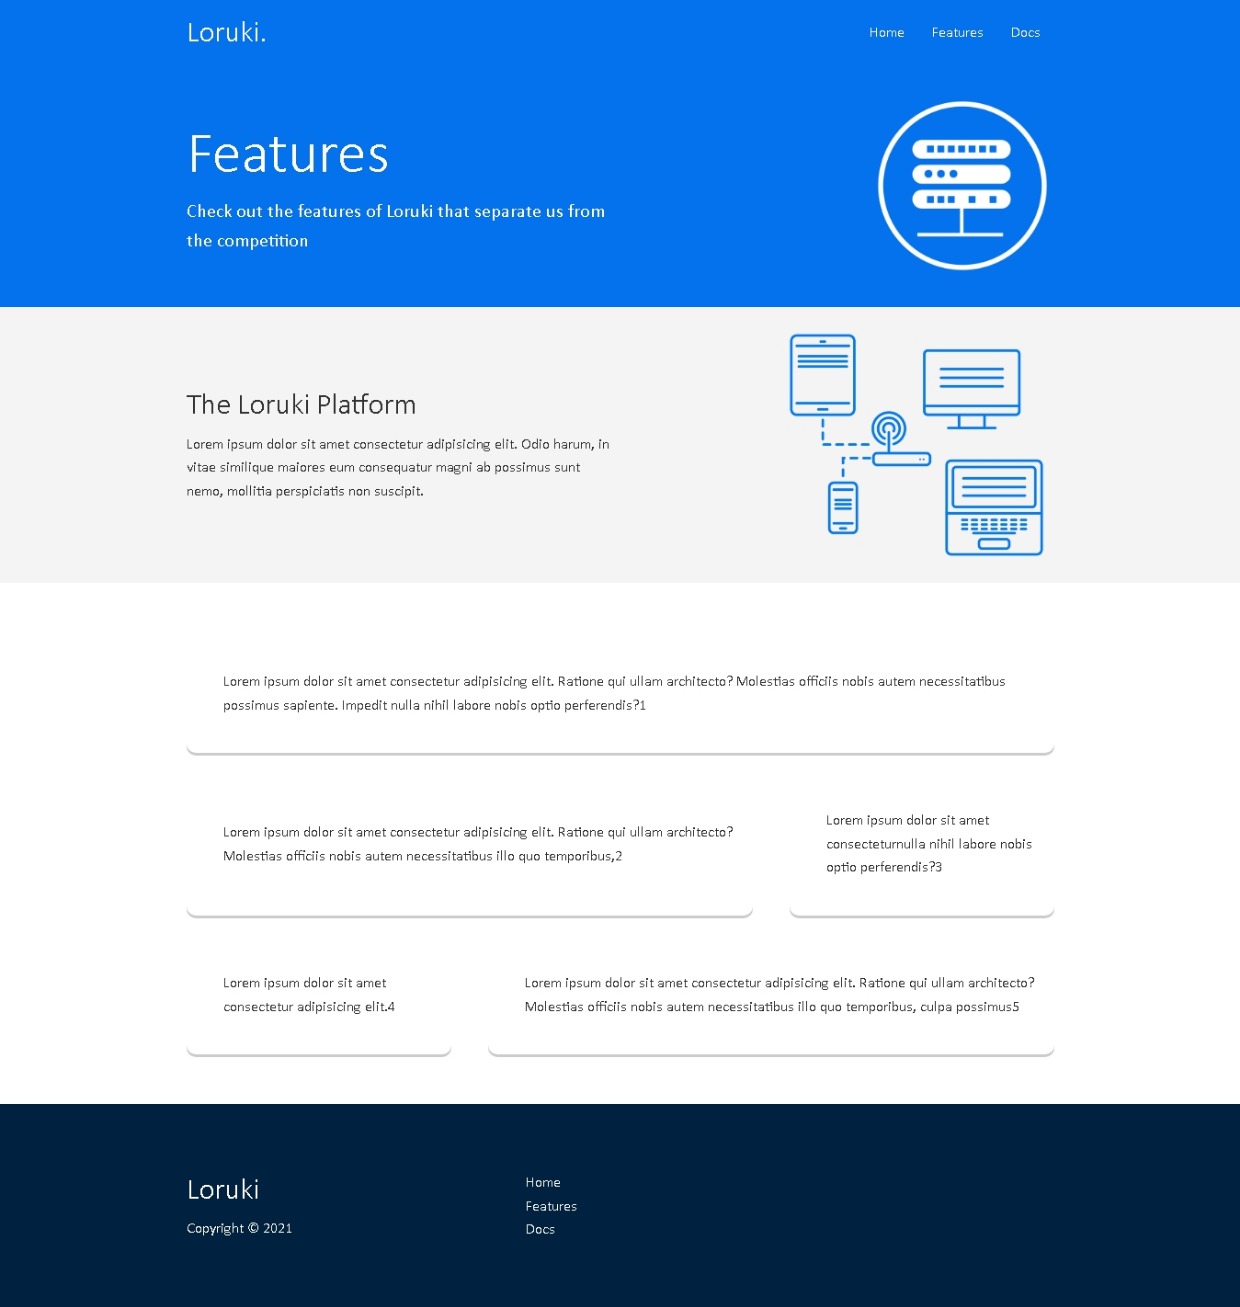 Loruki.
Home Features Docs
Features
Check out the features of Loruki that separate us from
the competition
The Loruki Platform
Lorem ipsum dolor sit amet consectetur adipisicing elit. Odio harum, in
vitae similique maiores eum consequatur magni ab possimus sunt
nemo, mollitia perspiciatis non suscipit.
Lorem ipsum dolor sit amet consectetur adipisicing elit. Ratione qui ullam architecto? Molestias officiis nobis autem necessitatibus
possimus sapiente. Impedit nulla nihil labore nobis optio perferendis?1
Lorem ipsum dolor sit amet consectetur adipisicing elit. Ratione qui ullam architecto?
Molestias officiis nobis autem necessitatibus illo quo temporibus,2
Lorem ipsum dolor sit amet
consecteturnulla nihil labore nobis
optio perferendis?3
Lorem ipsum dolor sit amet
consectetur adipisicing elit.4
Lorem ipsum dolor sit amet consectetur adipisicing elit. Ratione qui ullam architecto?
Molestias officiis nobis autem necessitatibus illo quo temporibus, culpa possimus5
Loruki
Copyright © 2021
Home
Features
Docs